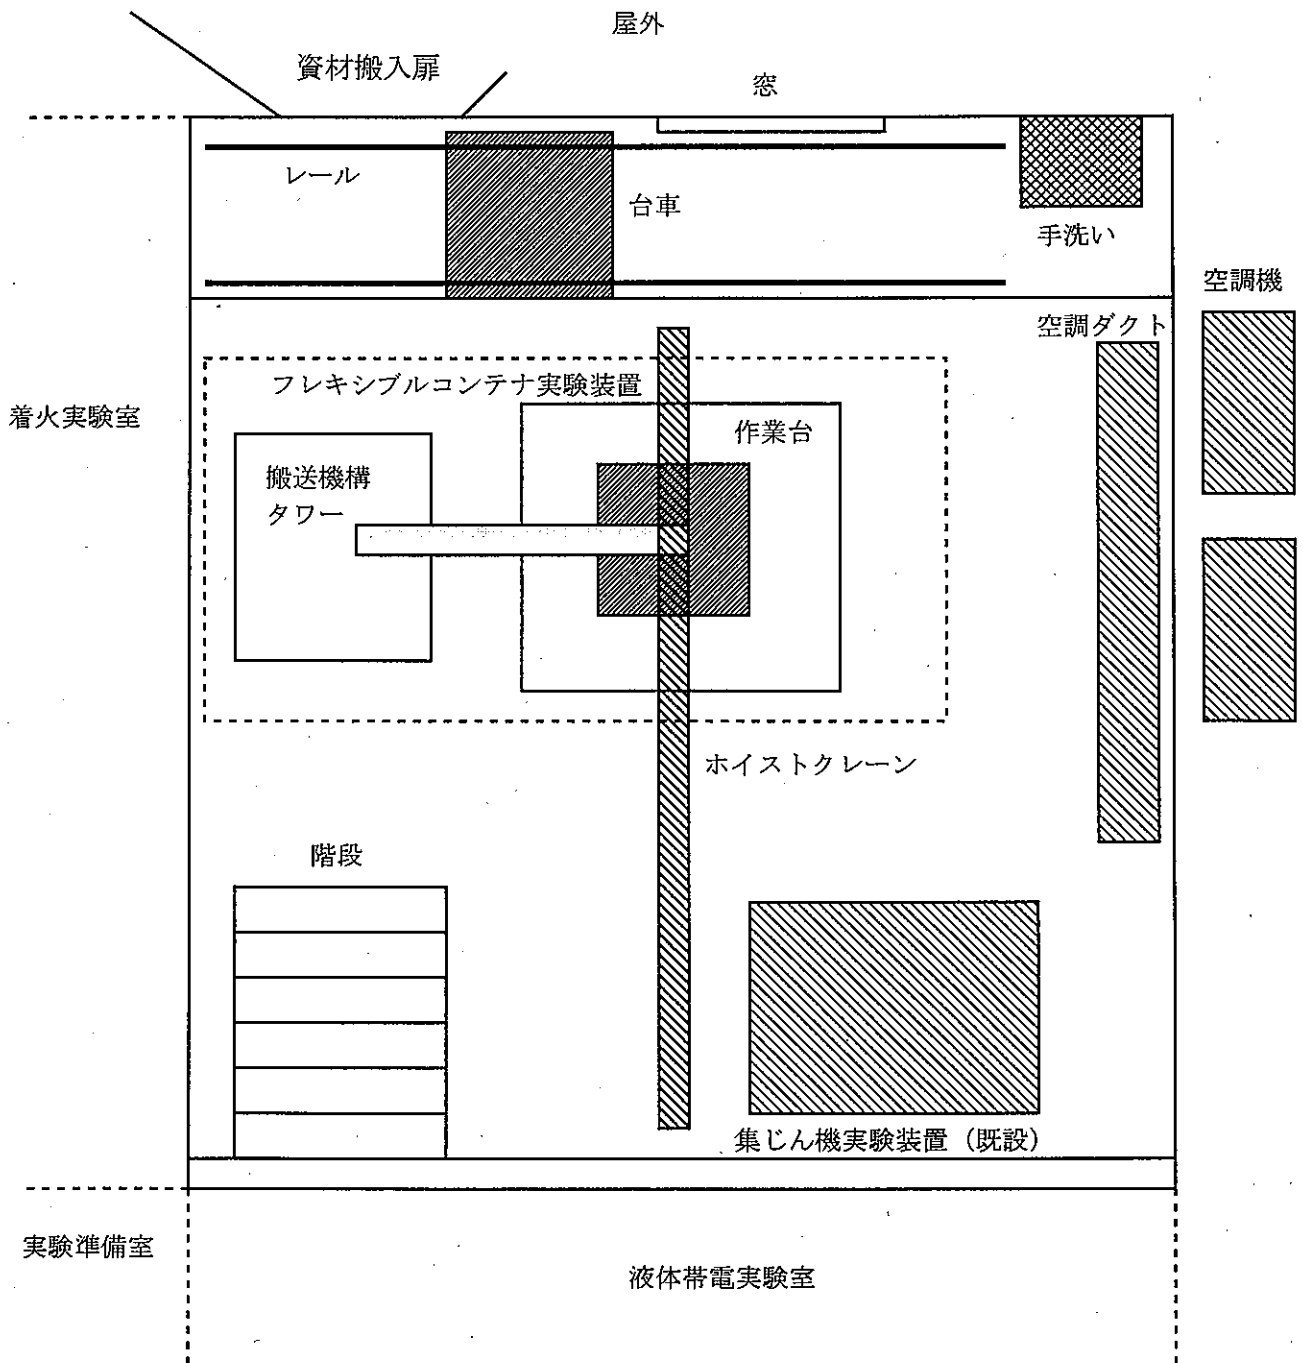 屋外
資材搬入扉
窓
レール
台車
手洗い
空調機
空調ダクト
フレキシブルコンテナ実験装置
着火実験室
作業台
搬送機構
タワー
ホイストクレーン
階段
集じん機実験装置（既設）
実験準備室
液体帯電実験室